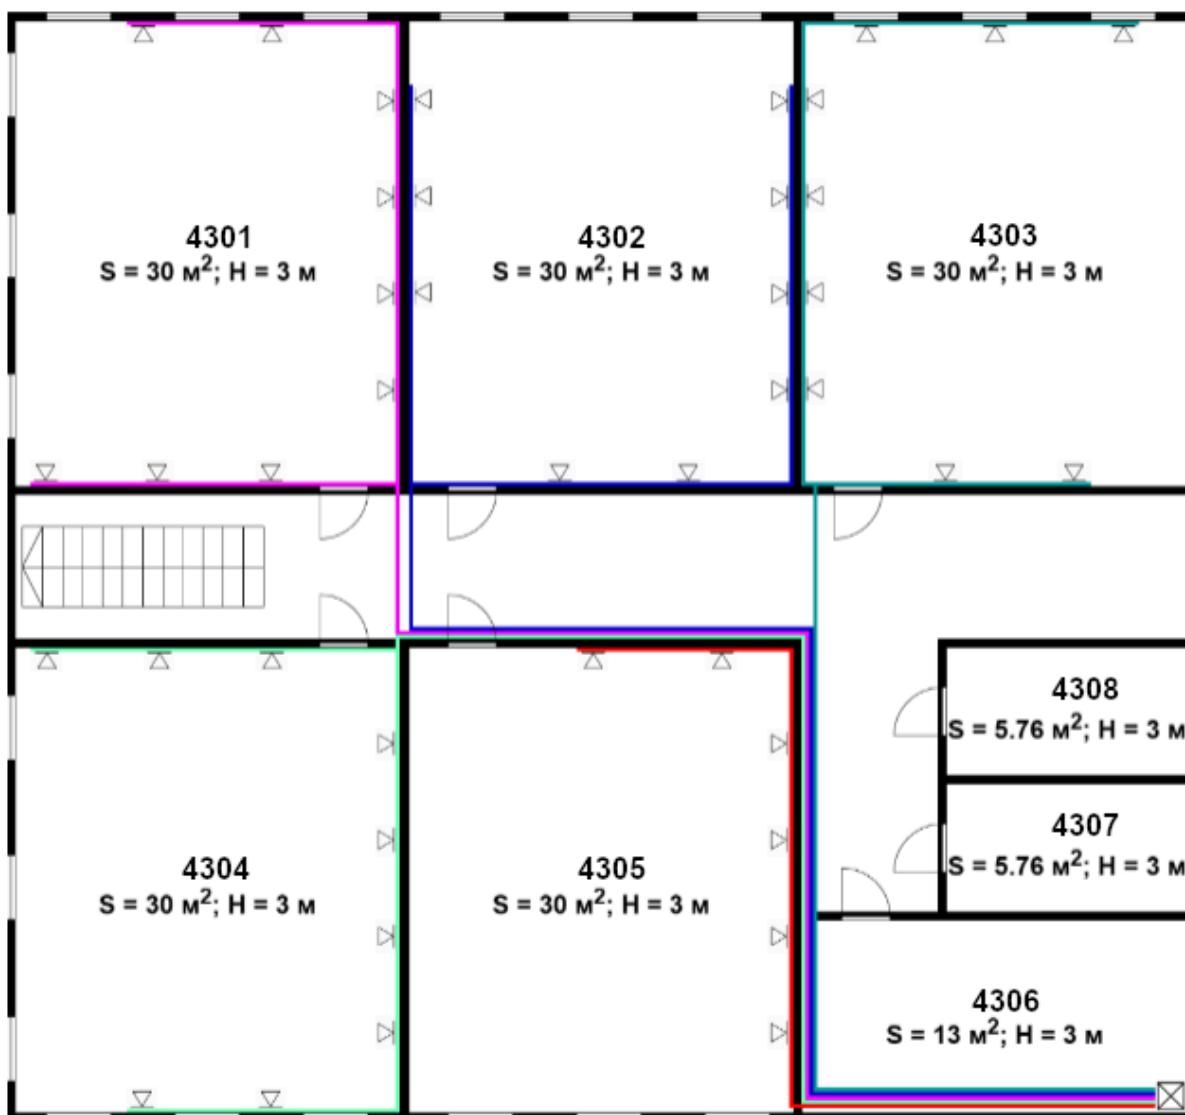 4301
S = 30 м²; H = 3 м
4302
S = 30 м²; H = 3 м
4303
S = 30 м²; H = 3 м
4308
S = 5.76 м²; H = 3 м
4307
S = 5.76 м²; H = 3 м
4304
S = 30 м²; H = 3 м
4305
S = 30 м²; H = 3 м
4306
S = 13 м²; H = 3 м